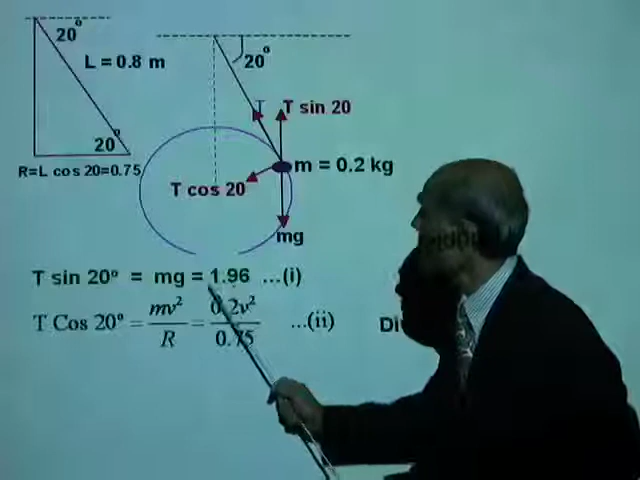 20°
L = 0.8 m
20°
R=L cos 20=0.75
20°
T
T sin 20
m = 0.2 kg
T cos 20
mg
T sin 20° = mg = 1.96 ...(i)
T Cos 20° = mv²/R = 0.2v²/0.75 ...(ii)